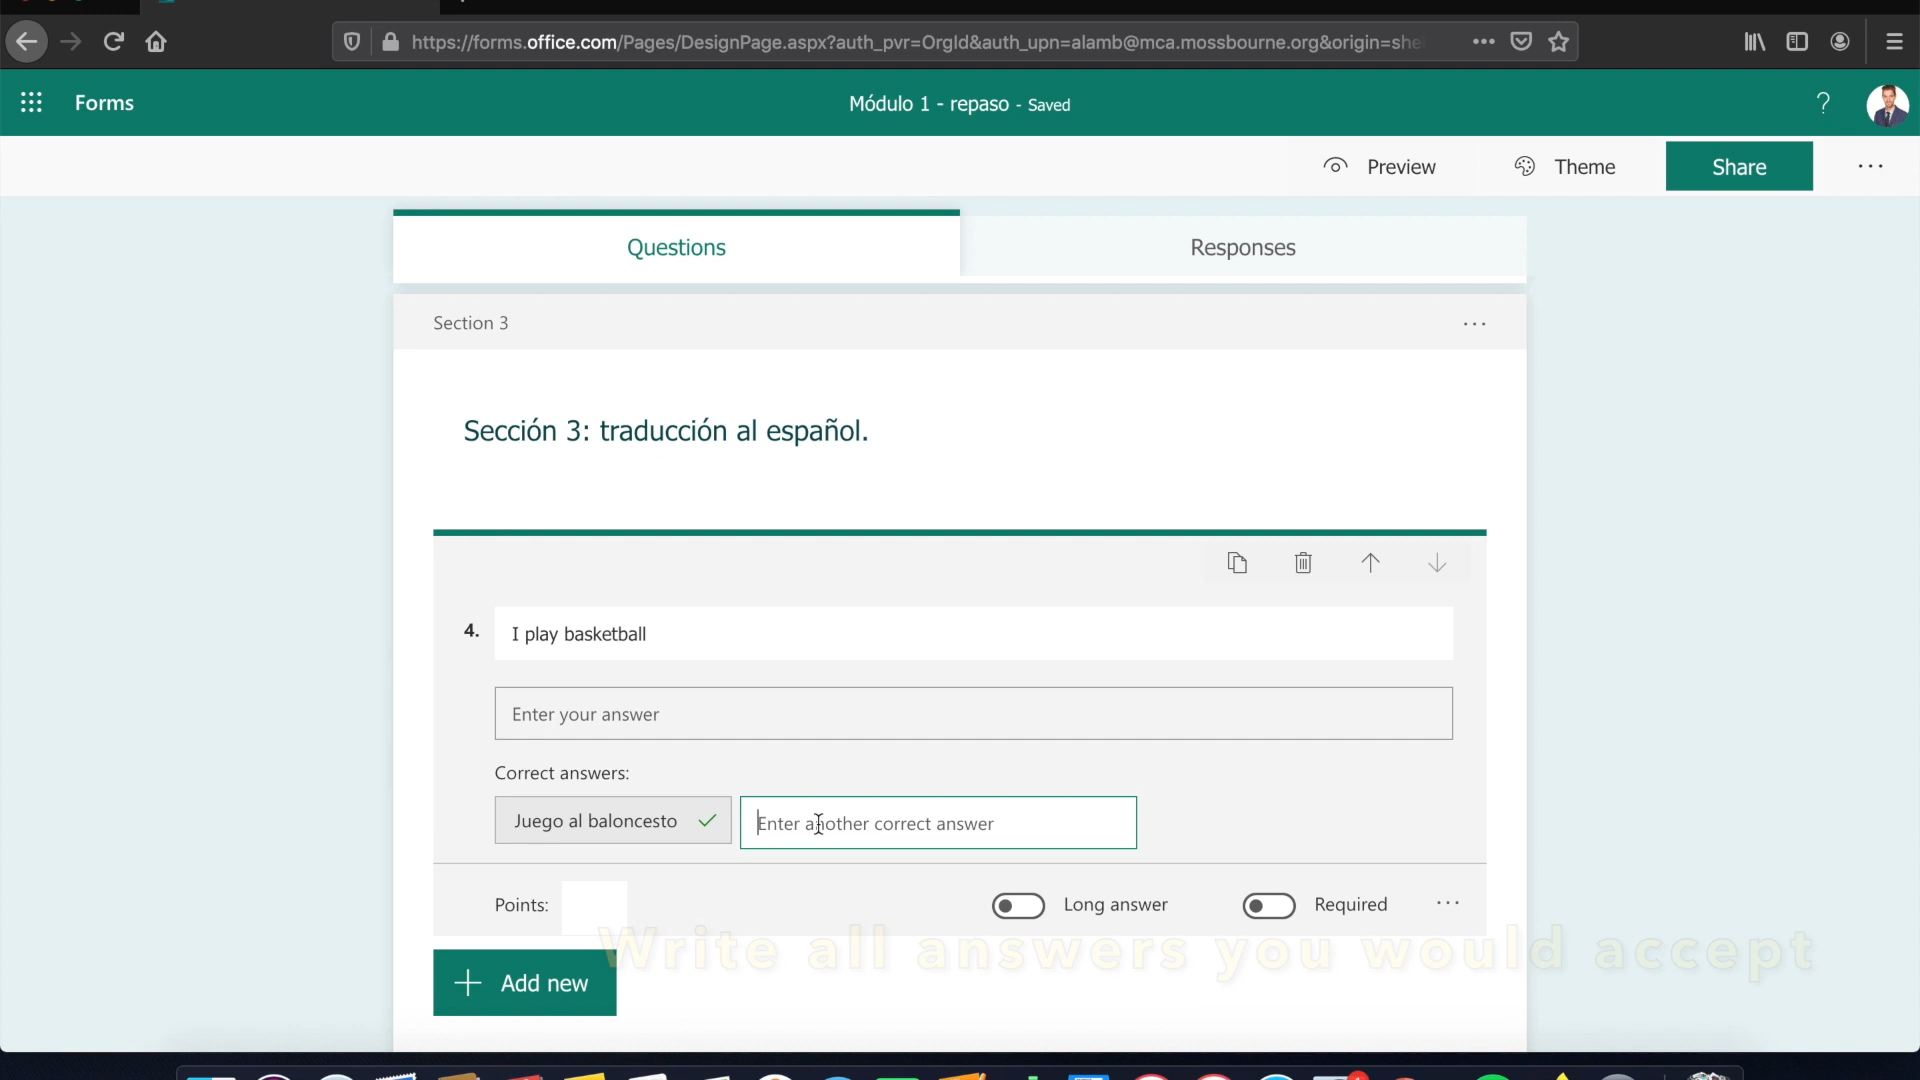 https://forms.office.com/Pages/DesignPage.aspx?auth_pvr=OrgId&auth_upn=alamb@mca.mossbourne.org&origin=she
Forms
Módulo 1 - repaso - Saved
?
Preview
Theme
Share
Questions
Responses
Section 3
Sección 3: traducción al español.
4.
I play basketball
Enter your answer
Correct answers:
Juego al baloncesto
Enter another correct answer
Points:
Long answer
Required
Write all answers you would accept
Add new